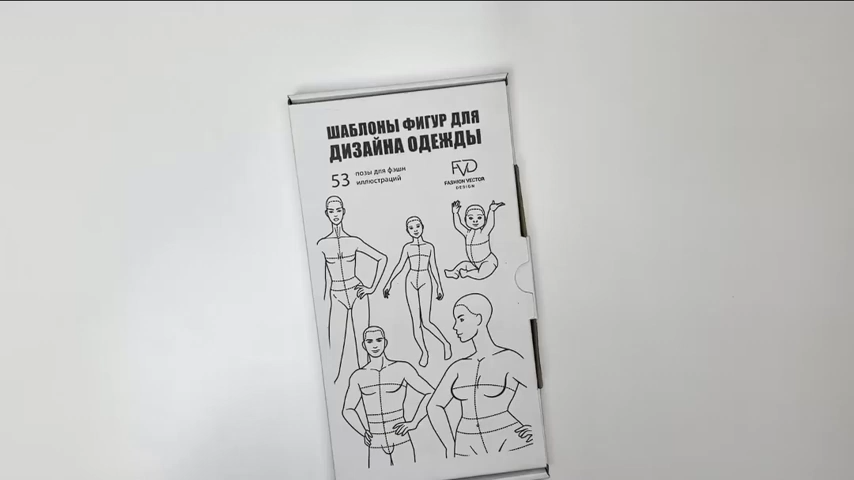 ШАБЛОНЫ ФИГУР ДЛЯ
ДИЗАЙНА ОДЕЖДЫ
53 позы для фэшн
иллюстраций
FVD
FASHION VECTOR
DESIGN